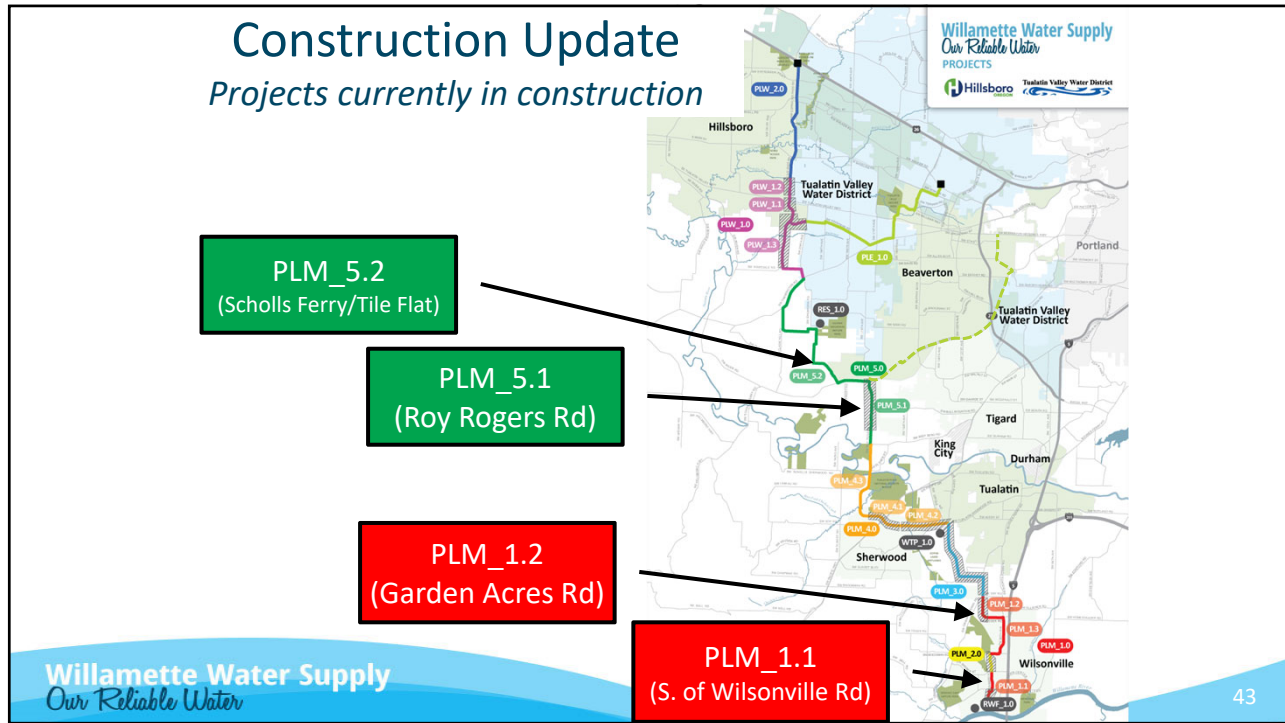 Construction Update
Projects currently in construction
Willamette Water Supply
Our Reliable Water
PROJECTS
Hillsboro
OREGON
Tualatin Valley Water District
PLW_2.0
Hillsboro
26
PLW_1.2
Tualatin Valley
Water District
PLW_1.1
PLW_1.0
PLW_1.3
PLE_1.0
Portland
Beaverton
PLM_5.2
(Scholls Ferry/Tile Flat)
RES_1.0
Tualatin Valley
Water District
PLM_5.0
PLM_5.2
PLM_5.1
(Roy Rogers Rd)
PLM_5.1
Tigard
King
City
Durham
PLM_4.3
Tualatin
PLM_4.1
PLM_4.2
PLM_4.0
WTP_1.0
Sherwood
PLM_1.2
(Garden Acres Rd)
PLM_3.0
PLM_1.2
PLM_1.3
PLM_1.0
PLM_2.0
Wilsonville
PLM_1.1
(S. of Wilsonville Rd)
PLM_1.1
RWF_1.0
Willamette Water Supply
Our Reliable Water
43